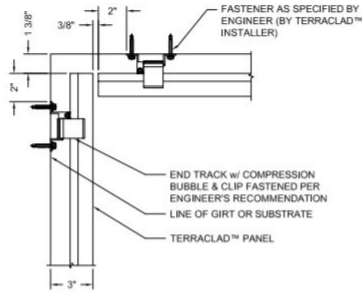 2"
3/8"
FASTENER AS SPECIFIED BY
ENGINEER (BY TERRACLAD™
INSTALLER)
1 3/8"
2"
END TRACK w/ COMPRESSION
BUBBLE & CLIP FASTENED PER
ENGINEER'S RECOMMENDATION
LINE OF GIRT OR SUBSTRATE
TERRACLAD™ PANEL
3"